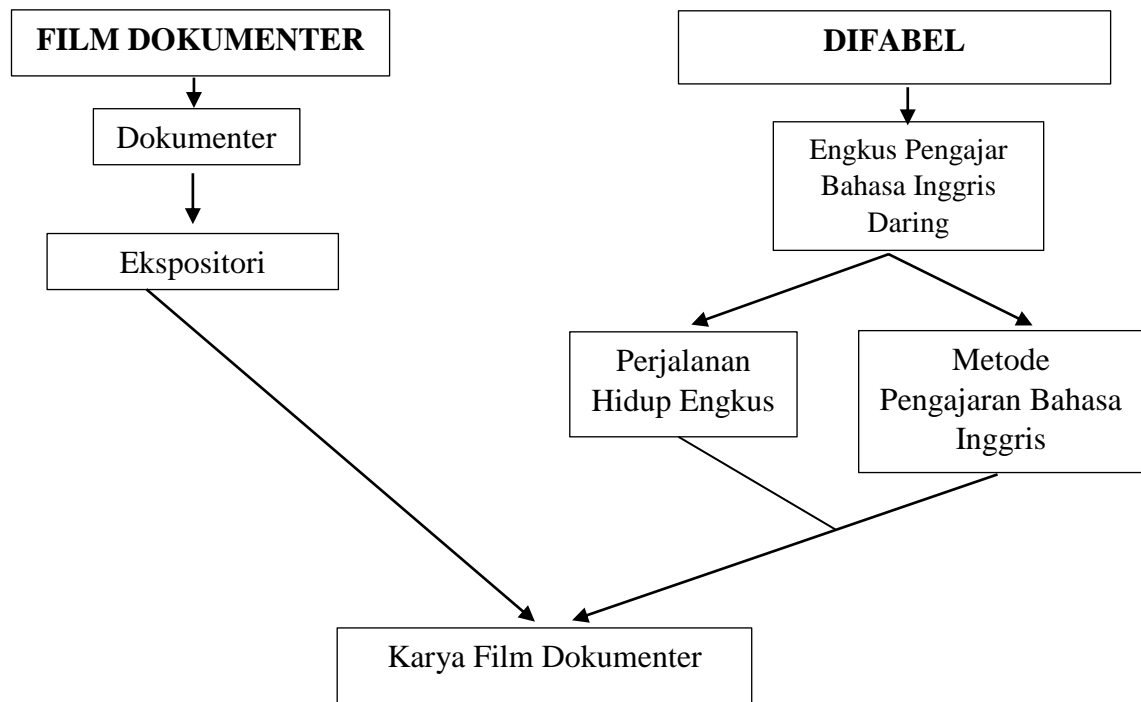 FILM DOKUMENTER
DIFABEL
Dokumenter
Engkus Pengajar
Bahasa Inggris
Daring
Ekspositori
Perjalanan
Hidup Engkus
Metode
Pengajaran Bahasa
Inggris
Karya Film Dokumenter